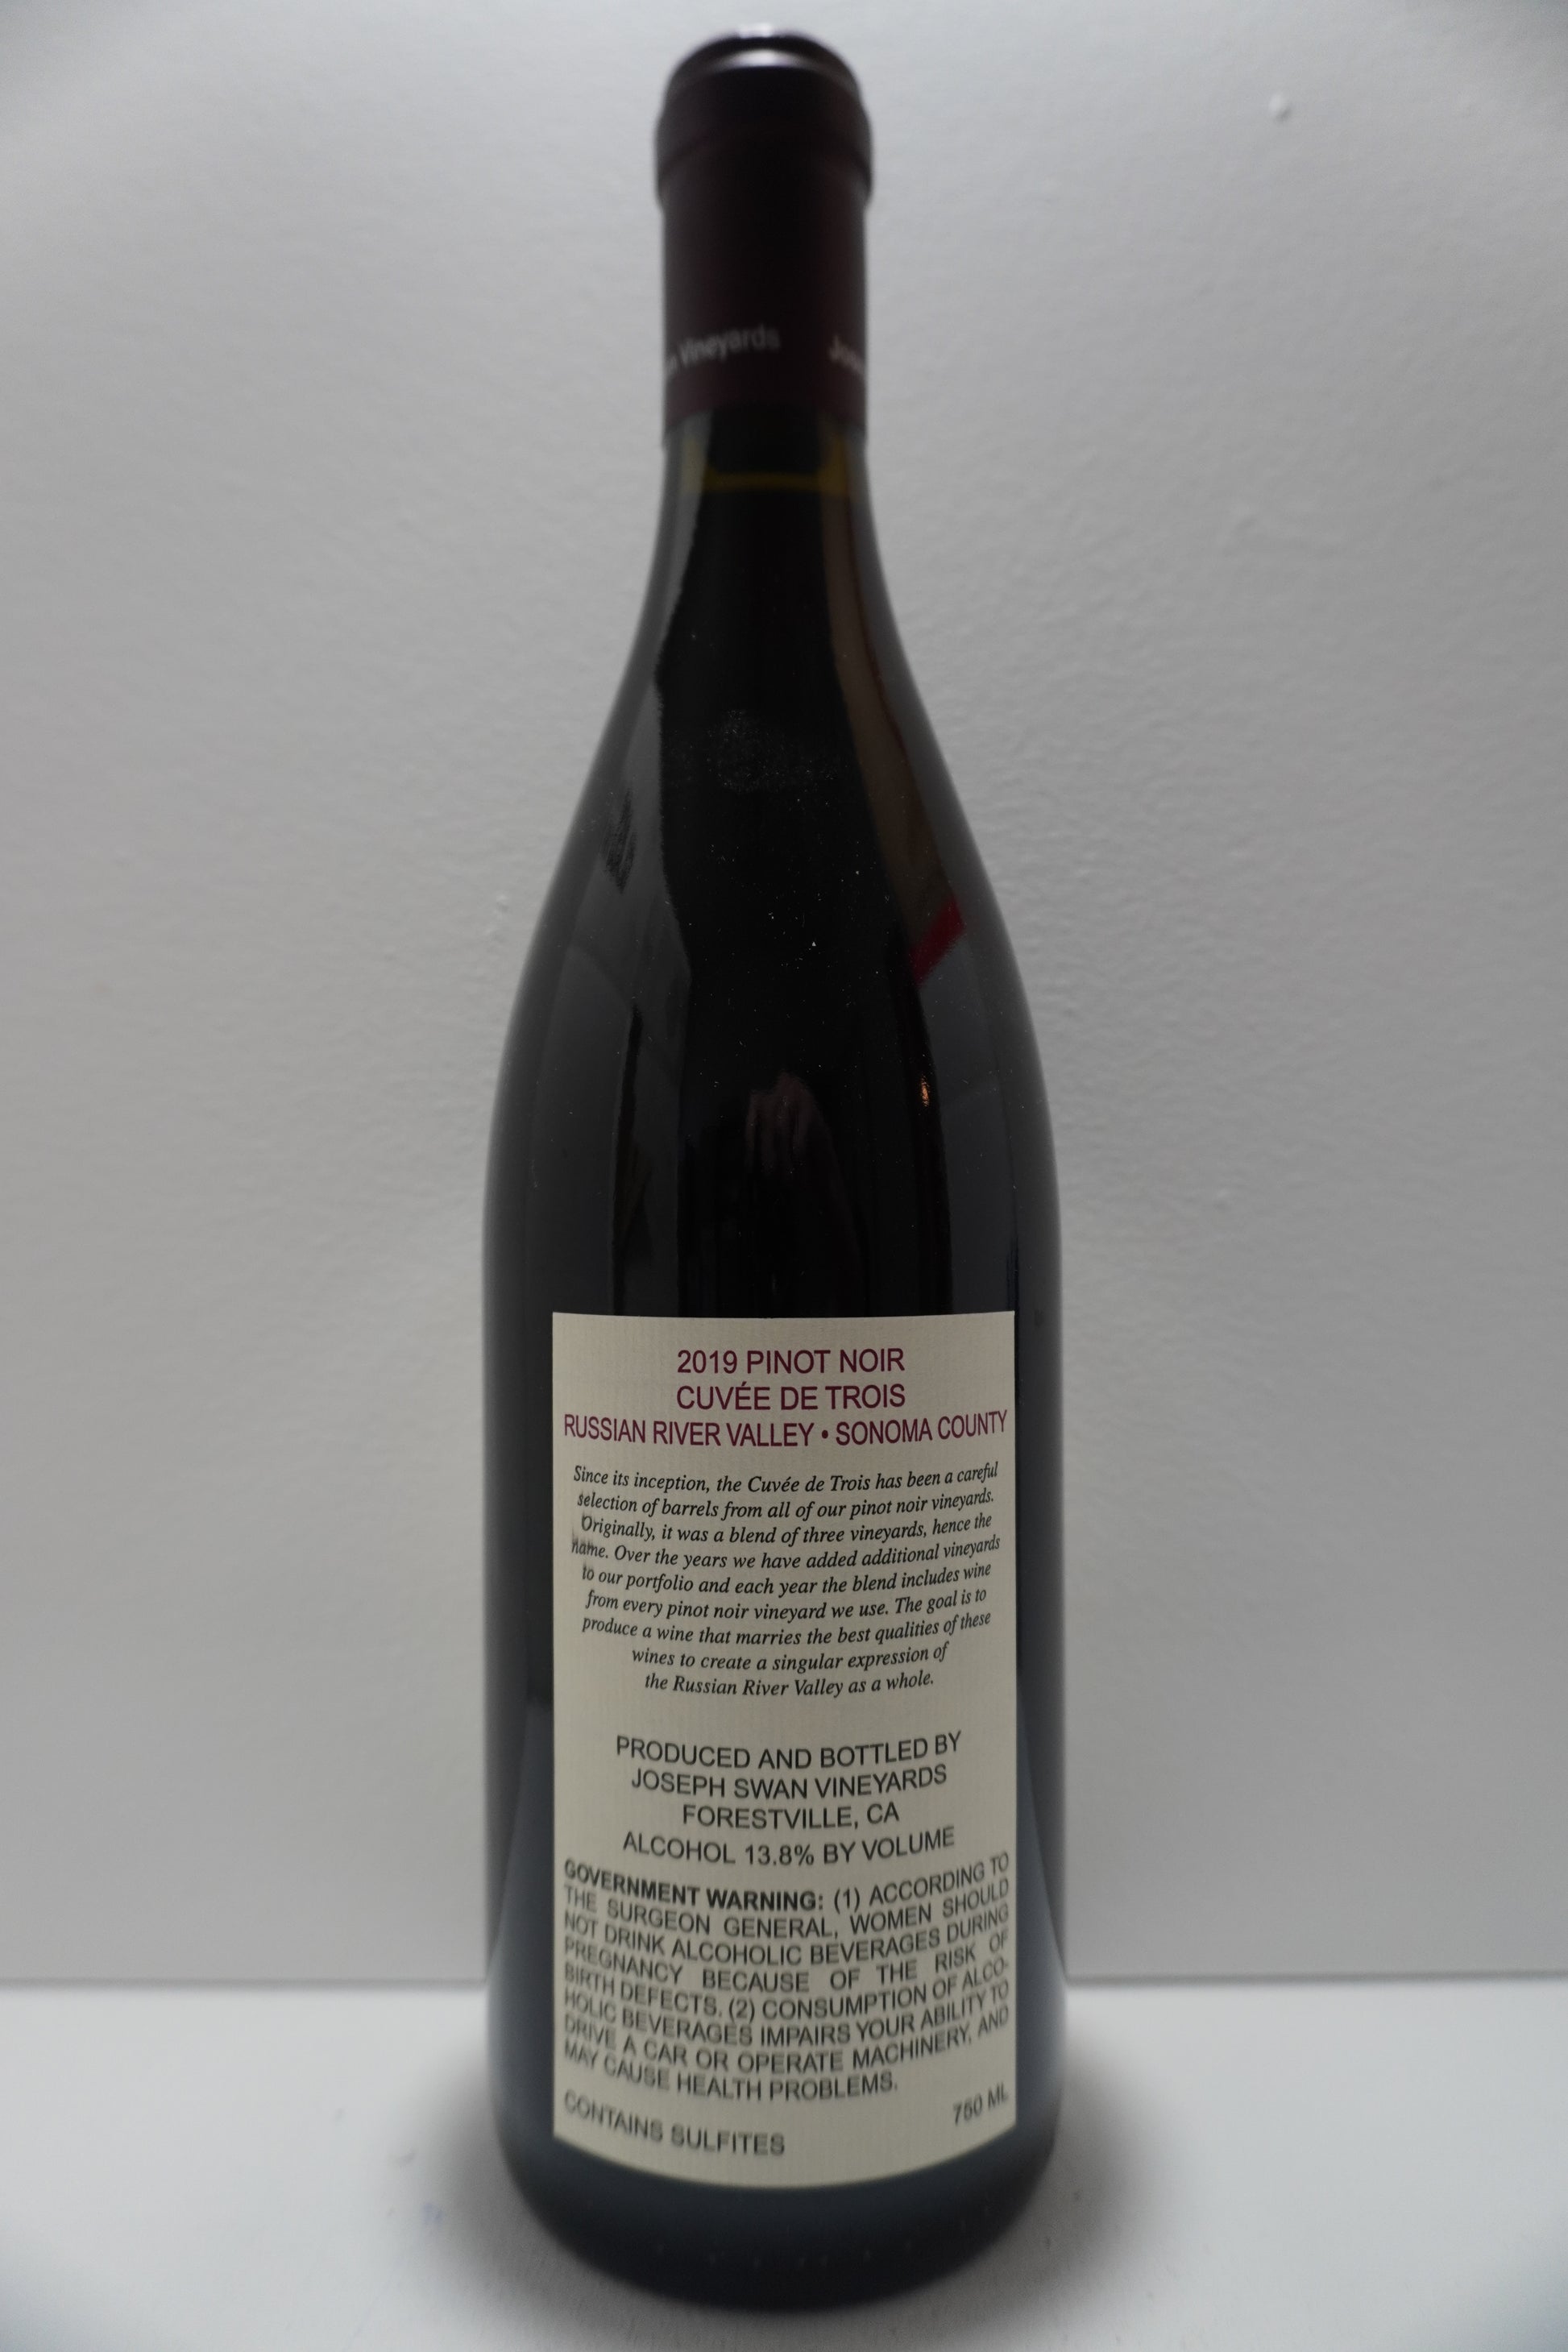 Vineyards
2019 PINOT NOIR
CUVÉE DE TROIS
RUSSIAN RIVER VALLEY • SONOMA COUNTY
Since its inception, the Cuvée de Trois has been a careful
selection of barrels from all of our pinot noir vineyards.
Originally, it was a blend of three vineyards, hence the
name. Over the years we have added additional vineyards
to our portfolio and each year the blend includes wine
from every pinot noir vineyard we use. The goal is to
produce a wine that marries the best qualities of these
wines to create a singular expression of
the Russian River Valley as a whole.
PRODUCED AND BOTTLED BY
JOSEPH SWAN VINEYARDS
FORESTVILLE, CA
ALCOHOL 13.8% BY VOLUME
GOVERNMENT WARNING: (1) ACCORDING TO
THE SURGEON GENERAL, WOMEN SHOULD
NOT DRINK ALCOHOLIC BEVERAGES DURING
PREGNANCY BECAUSE OF THE RISK OF
BIRTH DEFECTS. (2) CONSUMPTION OF ALCO-
HOLIC BEVERAGES IMPAIRS YOUR ABILITY TO
DRIVE A CAR OR OPERATE MACHINERY, AND
MAY CAUSE HEALTH PROBLEMS.
CONTAINS SULFITES 750 ML